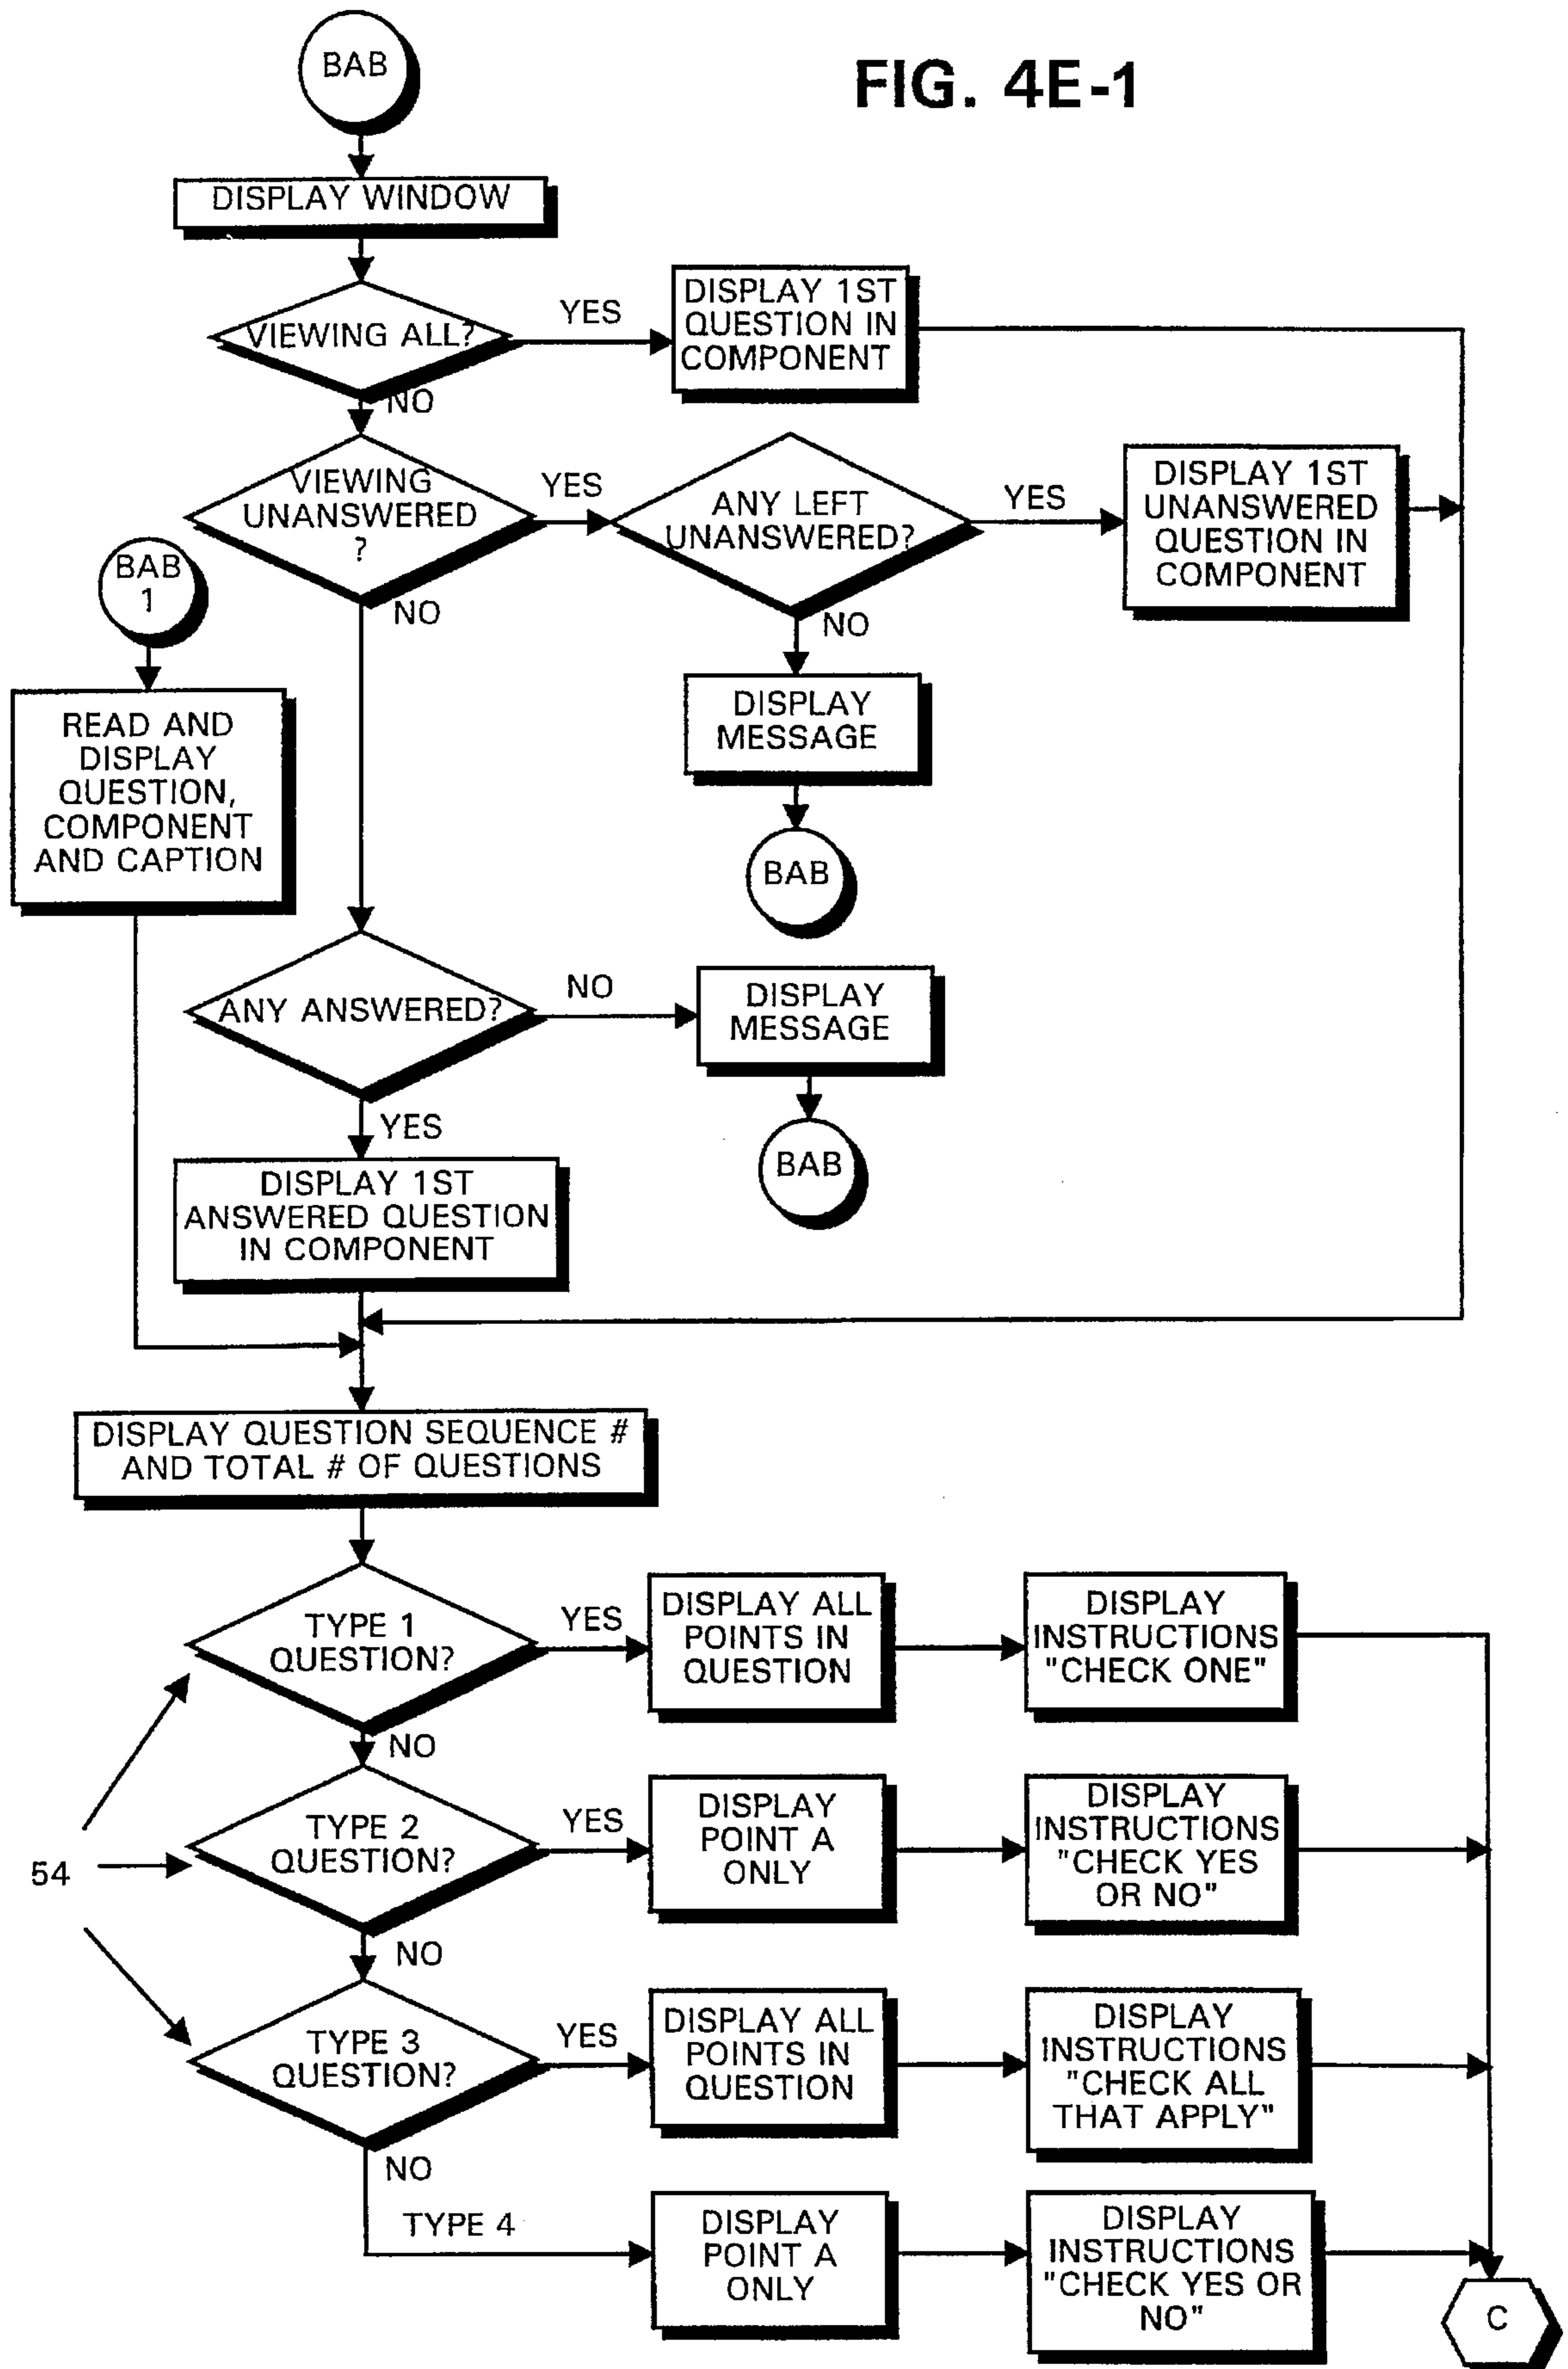 BAB
FIG. 4E-1
DISPLAY WINDOW
VIEWING ALL?
YES
DISPLAY 1ST
QUESTION IN
COMPONENT
NO
VIEWING
UNANSWERED
?
YES
ANY LEFT
UNANSWERED?
YES
DISPLAY 1ST
UNANSWERED
QUESTION IN
COMPONENT
NO
NO
BAB
1
READ AND
DISPLAY
QUESTION,
COMPONENT
AND CAPTION
DISPLAY
MESSAGE
BAB
ANY ANSWERED?
NO
DISPLAY
MESSAGE
BAB
YES
DISPLAY 1ST
ANSWERED QUESTION
IN COMPONENT
DISPLAY QUESTION SEQUENCE #
AND TOTAL # OF QUESTIONS
TYPE 1
QUESTION?
YES
DISPLAY ALL
POINTS IN
QUESTION
DISPLAY
INSTRUCTIONS
"CHECK ONE"
NO
54
TYPE 2
QUESTION?
YES
DISPLAY
POINT A
ONLY
DISPLAY
INSTRUCTIONS
"CHECK YES
OR NO"
NO
TYPE 3
QUESTION?
YES
DISPLAY ALL
POINTS IN
QUESTION
DISPLAY
INSTRUCTIONS
"CHECK ALL
THAT APPLY"
NO
TYPE 4
DISPLAY
POINT A
ONLY
DISPLAY
INSTRUCTIONS
"CHECK YES OR
NO"
C